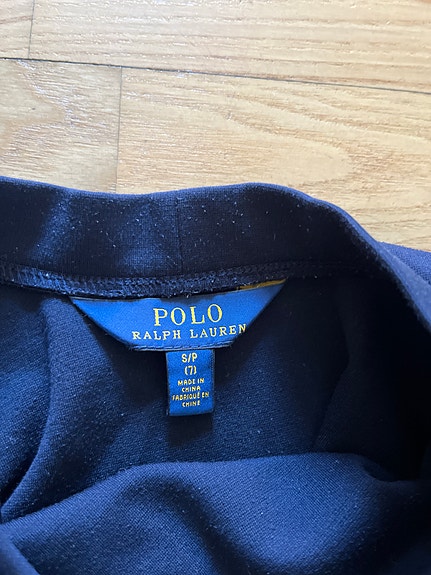 POLO
RALPH LAUREN
S/P
(7)
MADE IN
CHINA
FABRIQUÉ EN
CHINE